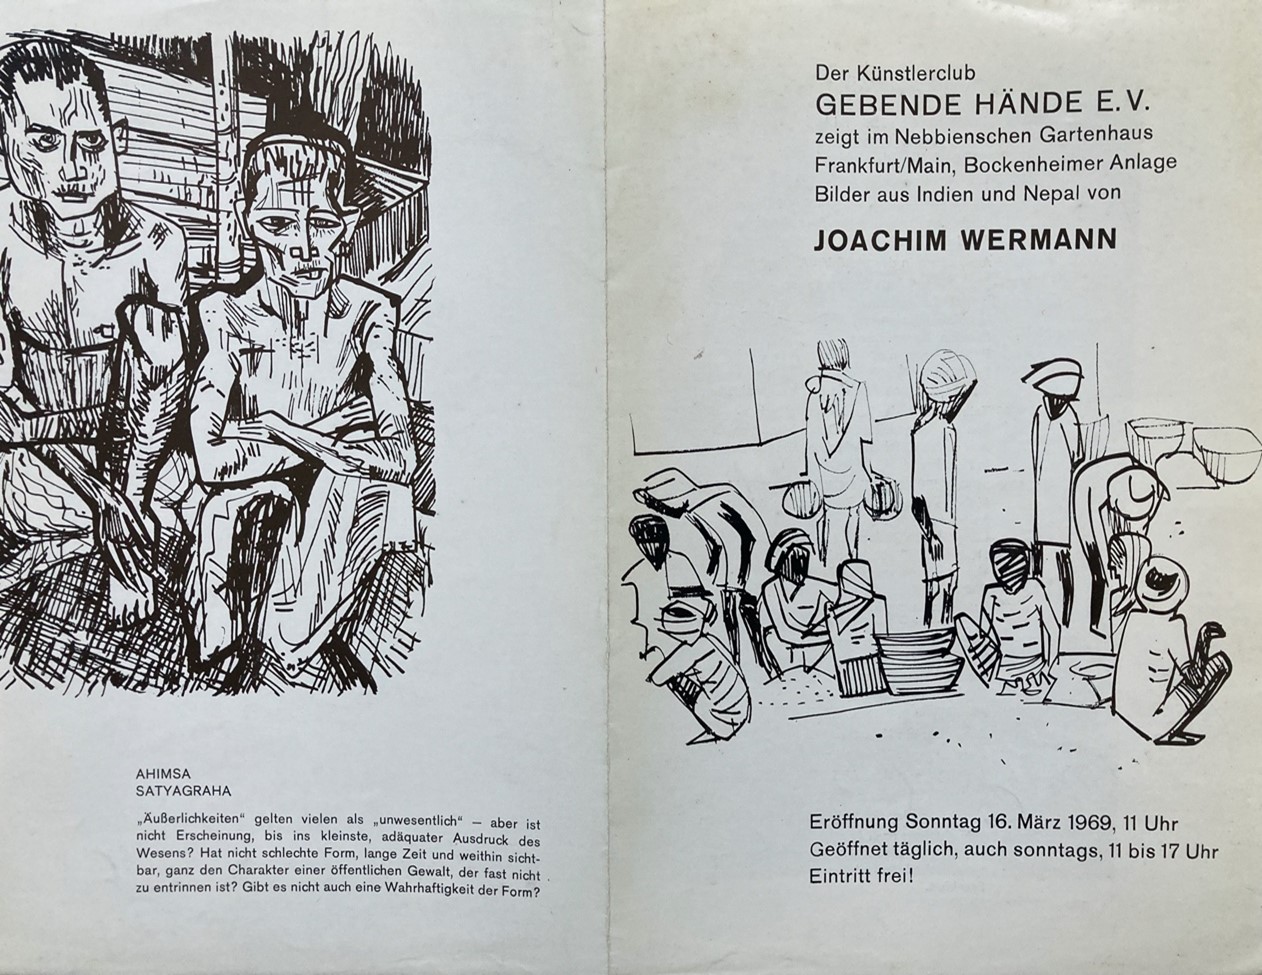 AHIMSA
SATYAGRAHA
„Äußerlichkeiten“ gelten vielen als „unwesentlich“ — aber ist
nicht Erscheinung, bis ins kleinste, adäquater Ausdruck des
Wesens? Hat nicht schlechte Form, lange Zeit und weithin sicht-
bar, ganz den Charakter einer öffentlichen Gewalt, der fast nicht
zu entrinnen ist? Gibt es nicht auch eine Wahrhaftigkeit der Form?
Der Künstlerclub
GEBENDE HÄNDE E.V.
zeigt im Nebbienschen Gartenhaus
Frankfurt/Main, Bockenheimer Anlage
Bilder aus Indien und Nepal von
JOACHIM WERMANN
Eröffnung Sonntag 16. März 1969, 11 Uhr
Geöffnet täglich, auch sonntags, 11 bis 17 Uhr
Eintritt frei!